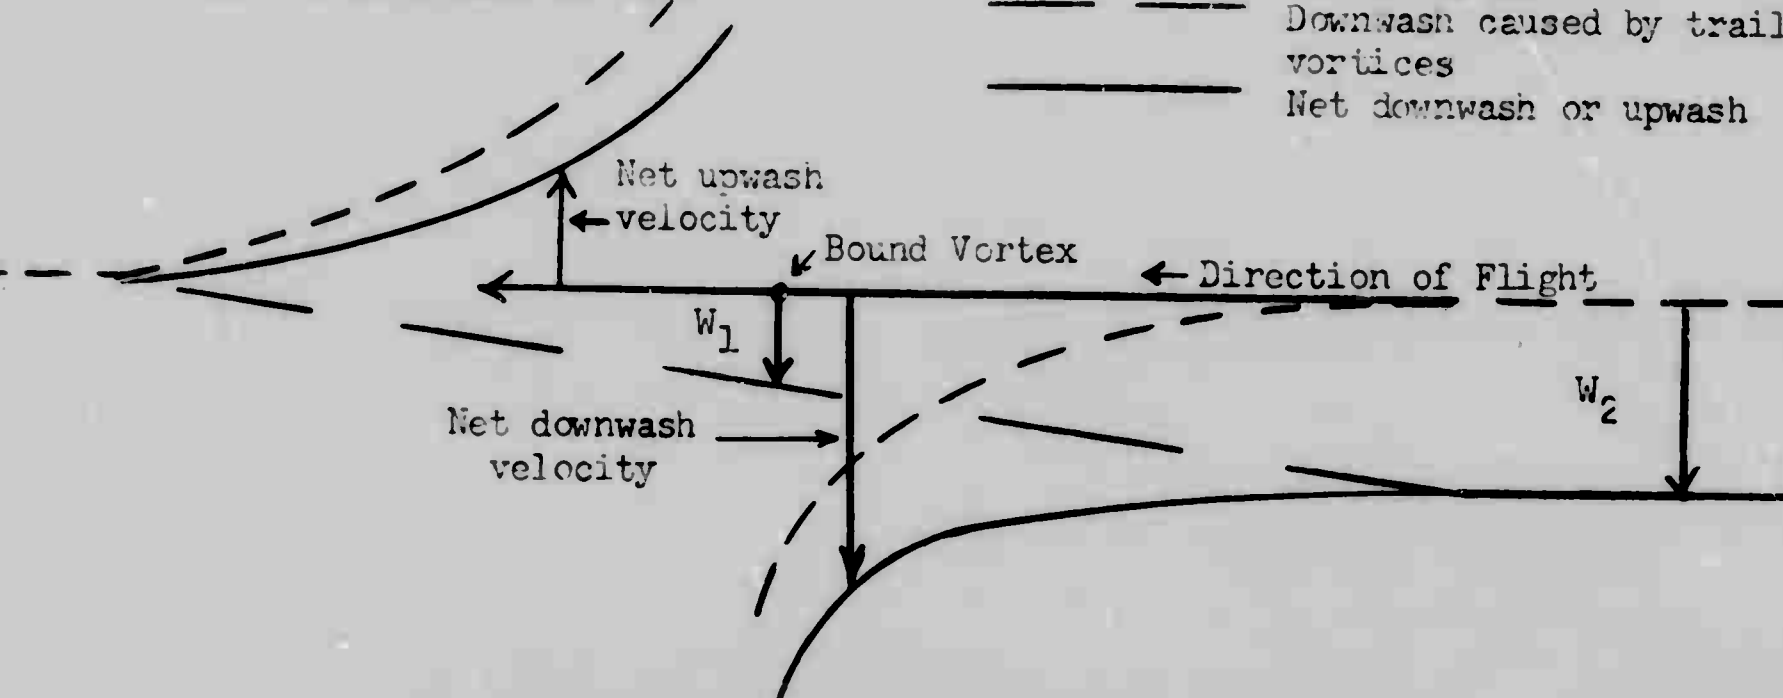 Downwash caused by trail
vortices
Net downwash or upwash
Net upwash
velocity
Bound Vortex
Direction of Flight
W1
W2
Net downwash
velocity